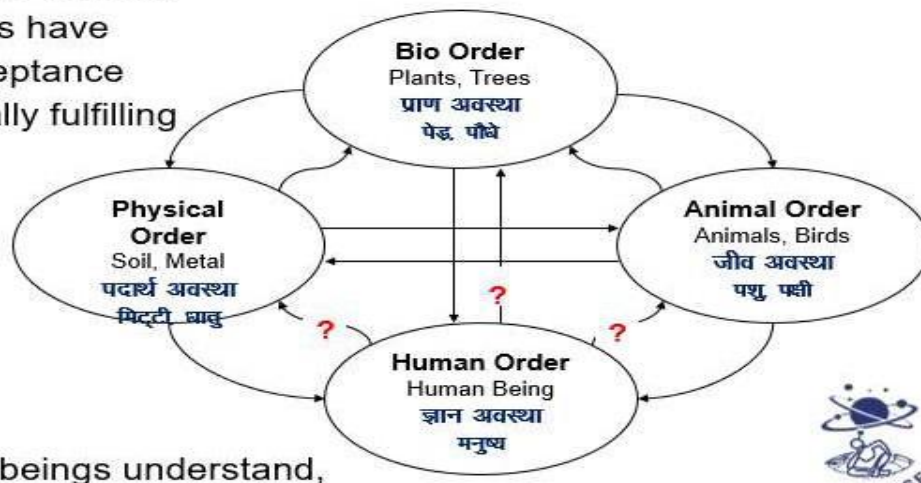 s have
eptance
ally fulfilling
Bio Order
Plants, Trees
प्राण अवस्था
पेड़, पौधे
Physical
Order
Soil, Metal
पदार्थ अवस्था
मिट्टी धातु
Animal Order
Animals, Birds
जीव अवस्था
पशु पक्षी
?
?
?
Human Order
Human Being
ज्ञान अवस्था
मनुष्य
beings understand,